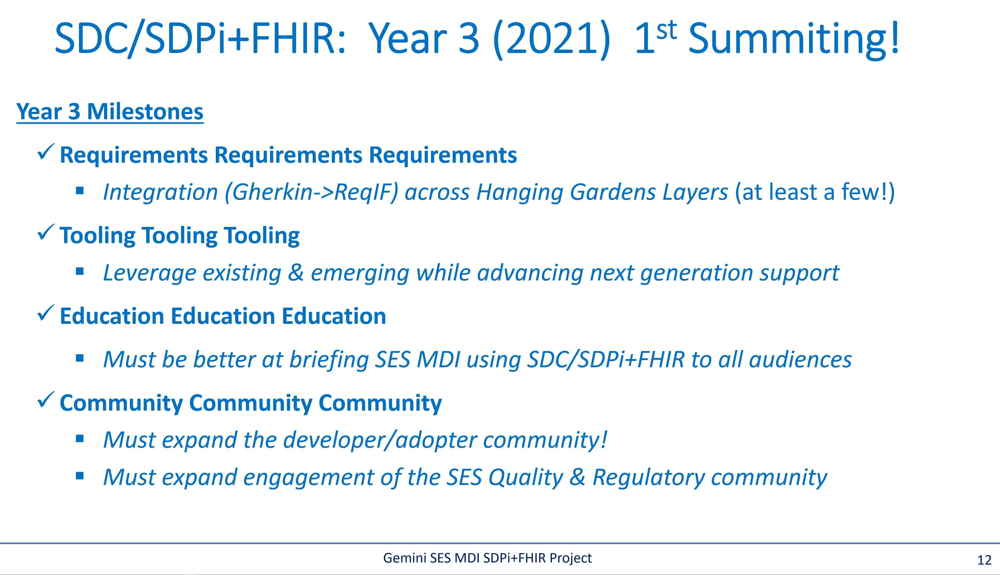 SDC/SDPi+FHIR: Year 3 (2021) 1st Summiting!
Year 3 Milestones
✓ Requirements Requirements Requirements
▪ Integration (Gherkin->ReqIF) across Hanging Gardens Layers (at least a few!)
✓ Tooling Tooling Tooling
▪ Leverage existing & emerging while advancing next generation support
✓ Education Education Education
▪ Must be better at briefing SES MDI using SDC/SDPi+FHIR to all audiences
✓ Community Community Community
▪ Must expand the developer/adopter community!
▪ Must expand engagement of the SES Quality & Regulatory community
Gemini SES MDI SDPi+FHIR Project
12